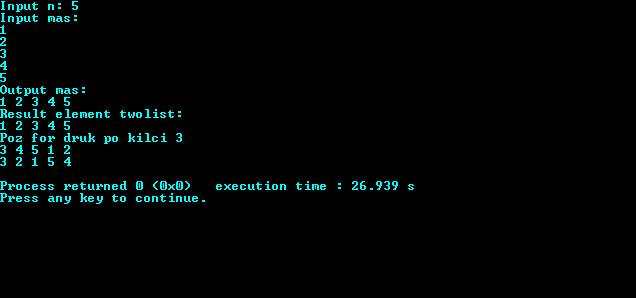 Input n: 5
Input mas:
1
2
3
4
5
Output mas:
1 2 3 4 5
Result element twolist:
1 2 3 4 5
Poz for druk po kilci 3
3 4 5 1 2
3 2 1 5 4
Process returned 0 (0x0)   execution time : 26.939 s
Press any key to continue.